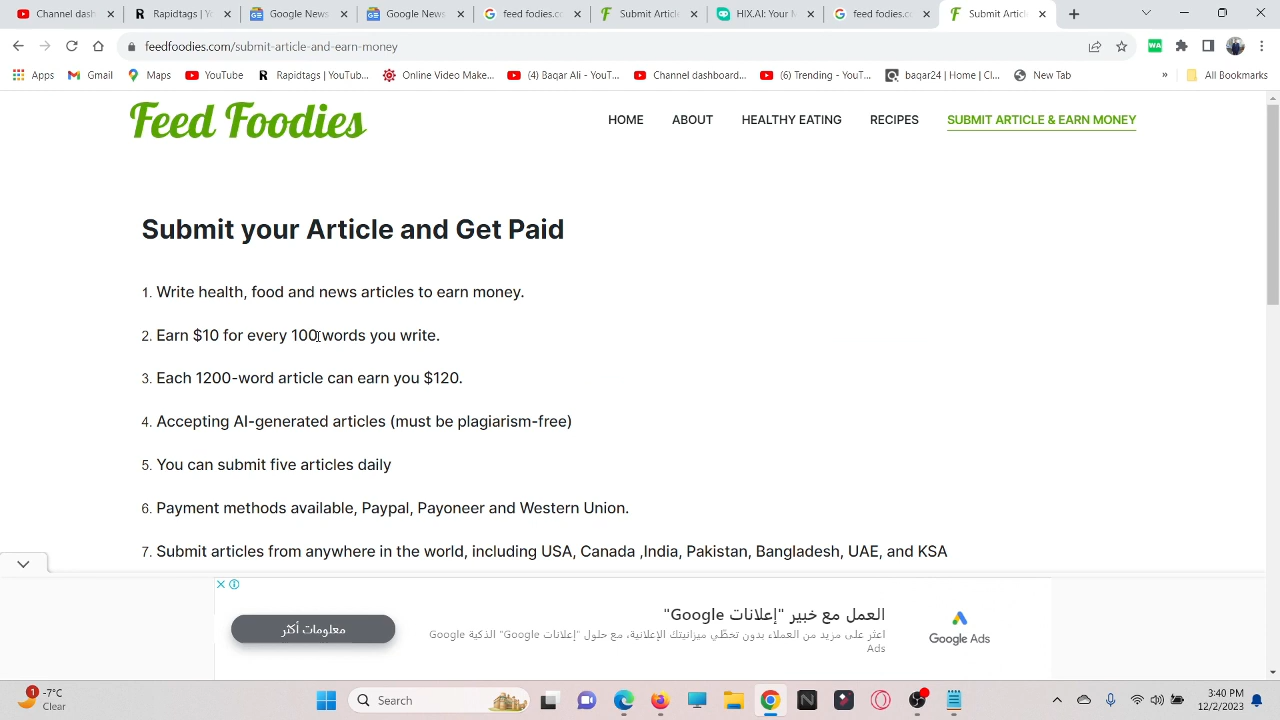 Channel dash
Rapidtags | Y
Google News
Google News
feedfoodies.co
Submit Article
HIX.AI: Your N
feed fodies.co
Submit Article
feedfoodies.com/submit-article-and-earn-money
Apps
Gmail
Maps
YouTube
Rapidtags | YouTub...
Online Video Make...
(4) Baqar Ali - YouT...
Channel dashboard...
(6) Trending - YouT...
baqar24 | Home | Cl...
New Tab
»
All Bookmarks
Feed Foodies
HOME
ABOUT
HEALTHY EATING
RECIPES
SUBMIT ARTICLE & EARN MONEY
Submit your Article and Get Paid
1. Write health, food and news articles to earn money.
2. Earn $10 for every 100 words you write.
3. Each 1200-word article can earn you $120.
4. Accepting AI-generated articles (must be plagiarism-free)
5. You can submit five articles daily
6. Payment methods available, Paypal, Payoneer and Western Union.
7. Submit articles from anywhere in the world, including USA, Canada ,India, Pakistan, Bangladesh, UAE, and KSA
العمل مع خبير "إعلانات Google"
اعثر على مزيد من العملاء بدون تخطّي ميزانيتك الإعلانية، مع حلول "إعلانات Google" الذكية Google
Ads
معلومات أكثر
Google Ads
1
-7°C
Clear
Search
3:40 PM
12/2/2023